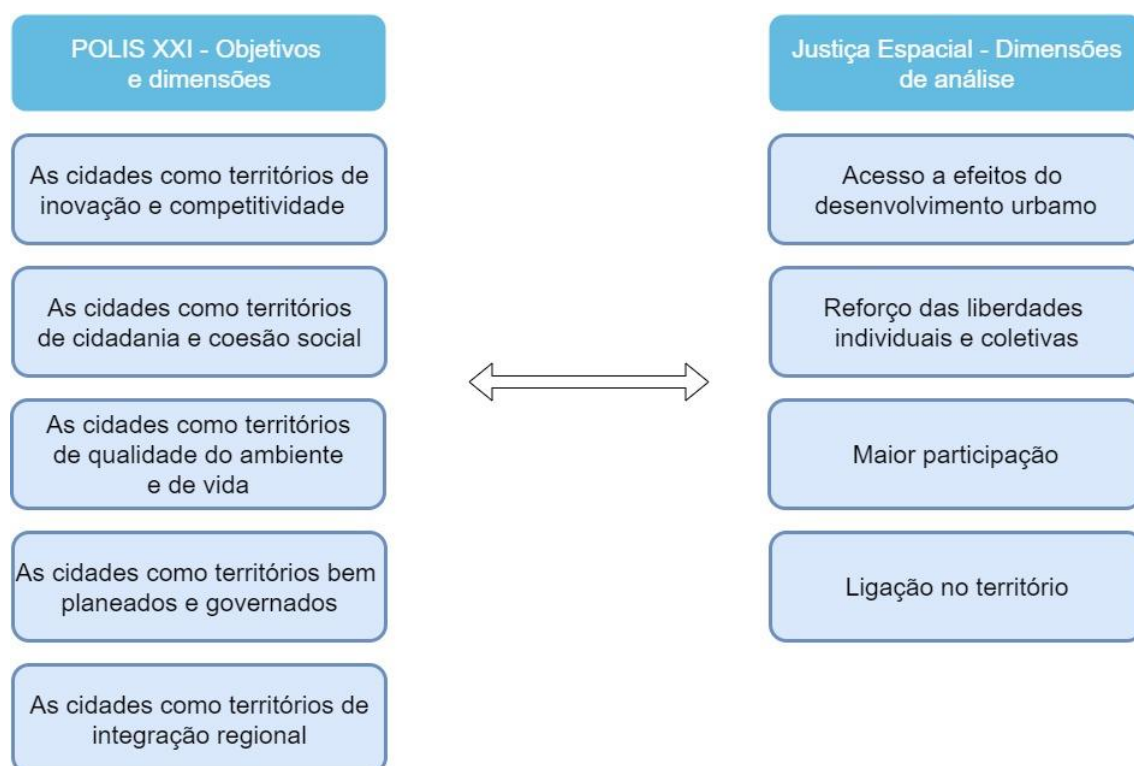 POLIS XXI - Objetivos
e dimensões
As cidades como territórios de
inovação e competitividade
As cidades como territórios
de cidadania e coesão social
As cidades como territórios
de qualidade do ambiente
e de vida
As cidades como territórios bem
planeados e governados
As cidades como territórios de
integração regional
Justiça Espacial - Dimensões
de análise
Acesso a efeitos do
desenvolvimento urbamo
Reforço das liberdades
individuais e coletivas
Maior participação
Ligação no território